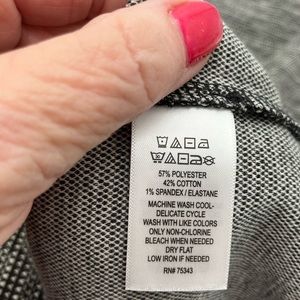 57% POLYESTER
42% COTTON
1% SPANDEX / ELASTANE
MACHINE WASH COOL-
DELICATE CYCLE
WASH WITH LIKE COLORS
ONLY NON-CHLORINE
BLEACH WHEN NEEDED
DRY FLAT
LOW IRON IF NEEDED
RN# 75343